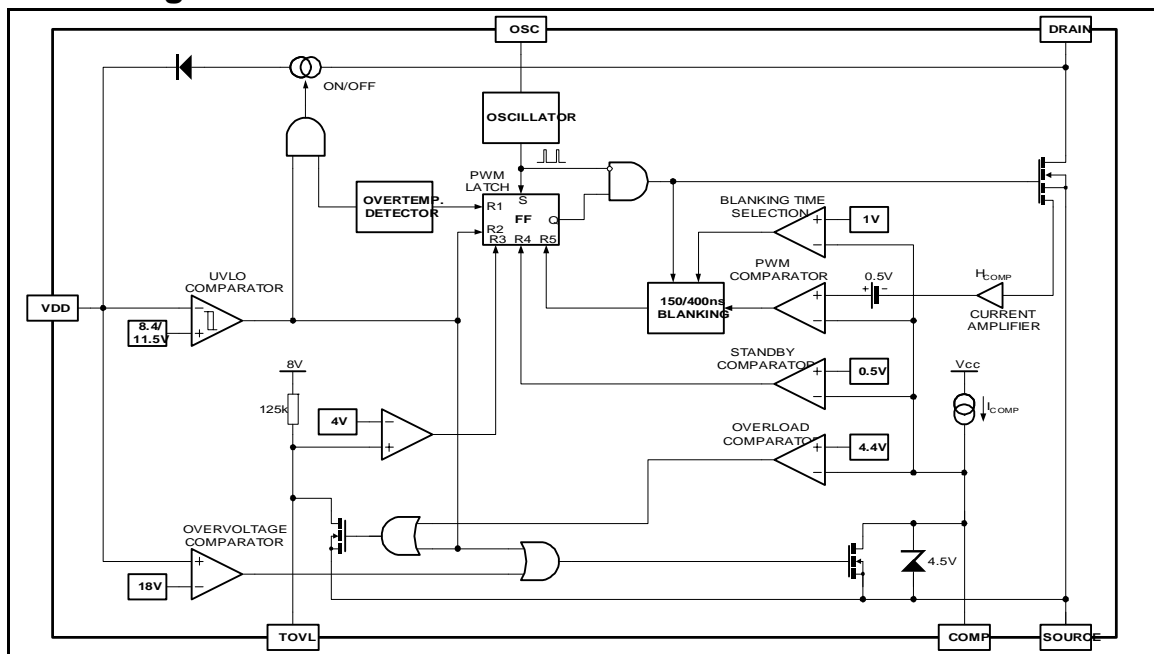 OSC
DRAIN
ON/OFF
OSCILLATOR
PWM
LATCH
S
OVERTEMP.
DETECTOR
R1
FF
Q
R2
R3 R4 R5
BLANKING TIME
SELECTION
+
1V
−
UVLO
COMPARATOR
PWM
COMPARATOR
0.5V
+ −
HCOMP
VDD
−
+
8.4/
11.5V
150/400ns
BLANKING
+
−
CURRENT
AMPLIFIER
8V
STANDBY
COMPARATOR
Vcc
+
0.5V
−
125k
4V
−
+
ICOMP
OVERLOAD
COMPARATOR
+
4.4V
−
OVERVOLTAGE
COMPARATOR
+
−
18V
4.5V
TOVL
COMP
SOURCE